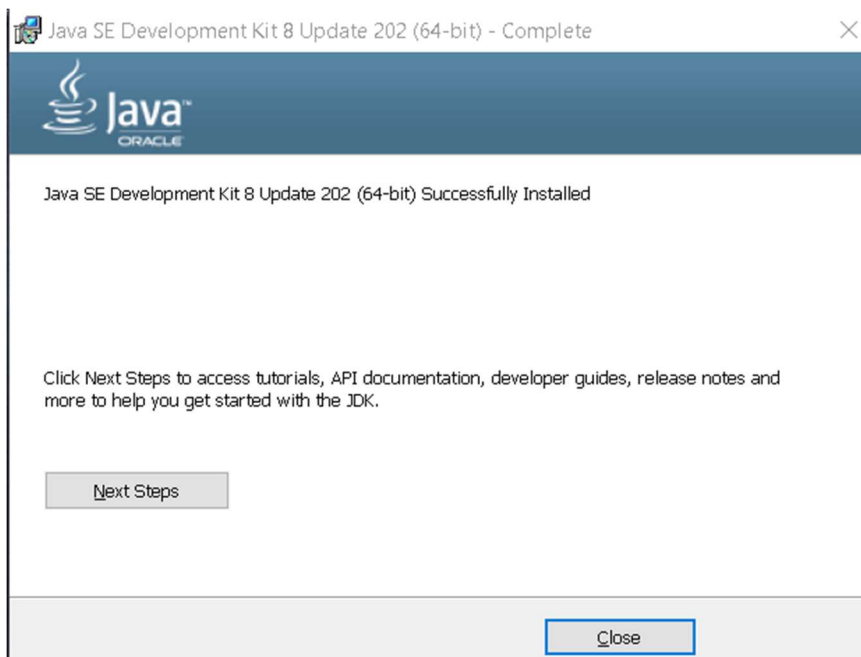 Java SE Development Kit 8 Update 202 (64-bit) - Complete
Java™
ORACLE
Java SE Development Kit 8 Update 202 (64-bit) Successfully Installed
Click Next Steps to access tutorials, API documentation, developer guides, release notes and
more to help you get started with the JDK.
Next Steps
Close